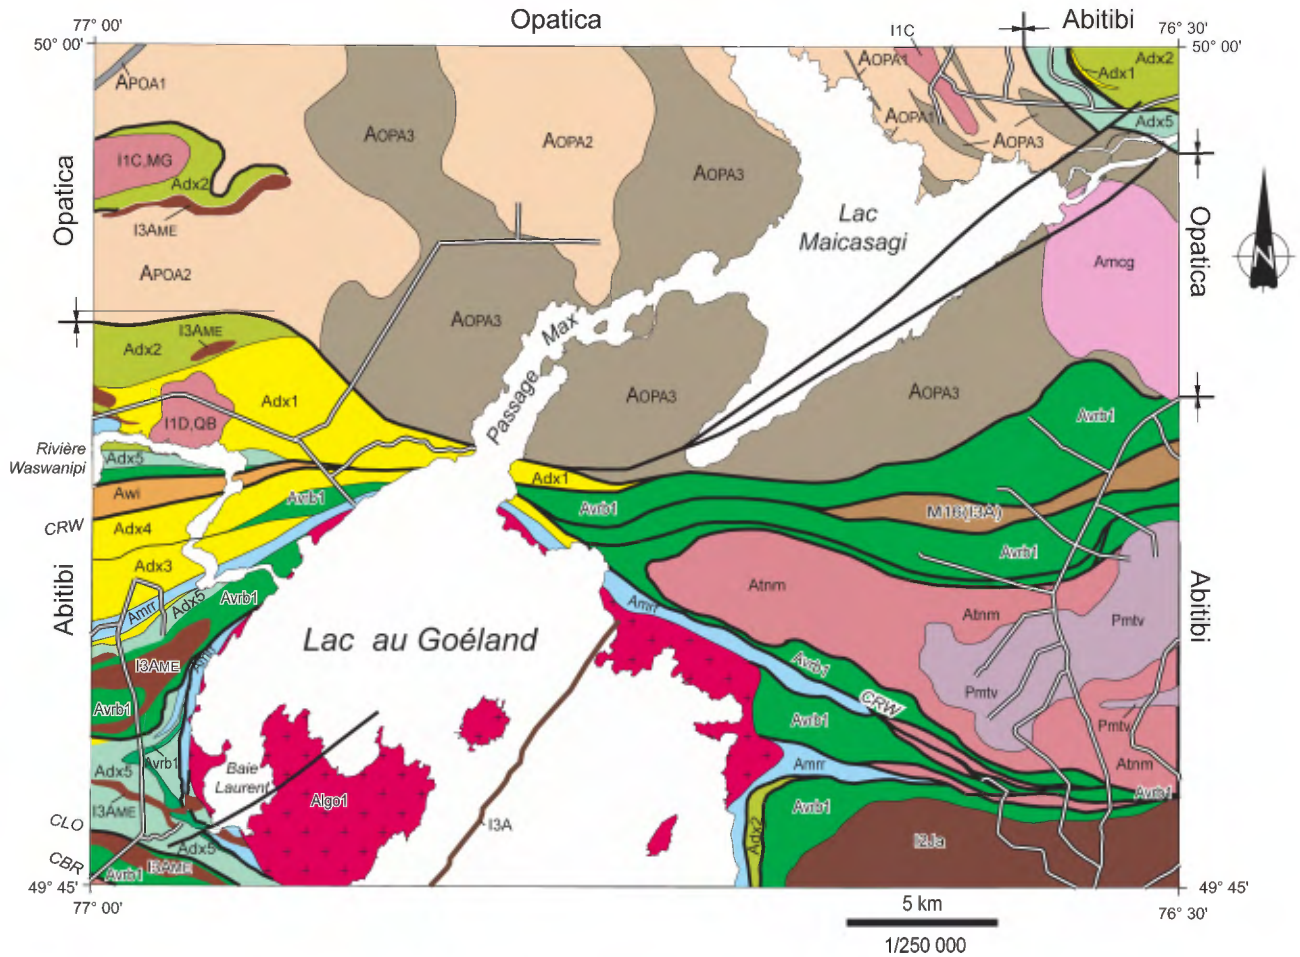 Opatica
Abitibi
77° 00'
76° 30'
50° 00'
50° 00'
I1C
APOA1
AOPA1
Adx2
Adx1
AOPA1
Adx5
AOPA3
AOPA2
AOPA3
I1C,MG
Adx2
AOPA3
Opatica
I3AME
Lac
Maicasagi
Opatica
N
APOA2
Amcg
I3AME
AOPA3
Max
Adx2
Passage
AOPA3
AOPA3
Adx1
Avrb1
I1D,QB
Rivière
Waswanipi
Adx5
Adx1
Awi
Avrb1
Avrb1
M16(I3A)
CRW
Adx4
Avrb1
Adx3
Abitibi
Atnm
Abitibi
Amrr
Adx5
Avrb1
Amrr
Atnm
Pmtv
Lac au Goéland
I3AME
Amrr
Avrb1
Pmtv
CRW
Avrb1
Avrb1
Pmtv
Avrb1
Adx5
Baie
Laurent
Amrr
Atnm
Avrb1
I3AME
Algo1
Avrb1
CLO
I3A
Adx2
I2Ja
Adx5
CBR
I3AME
Avrb1
49° 45'
49° 45'
77° 00'
76° 30'
5 km
1/250 000